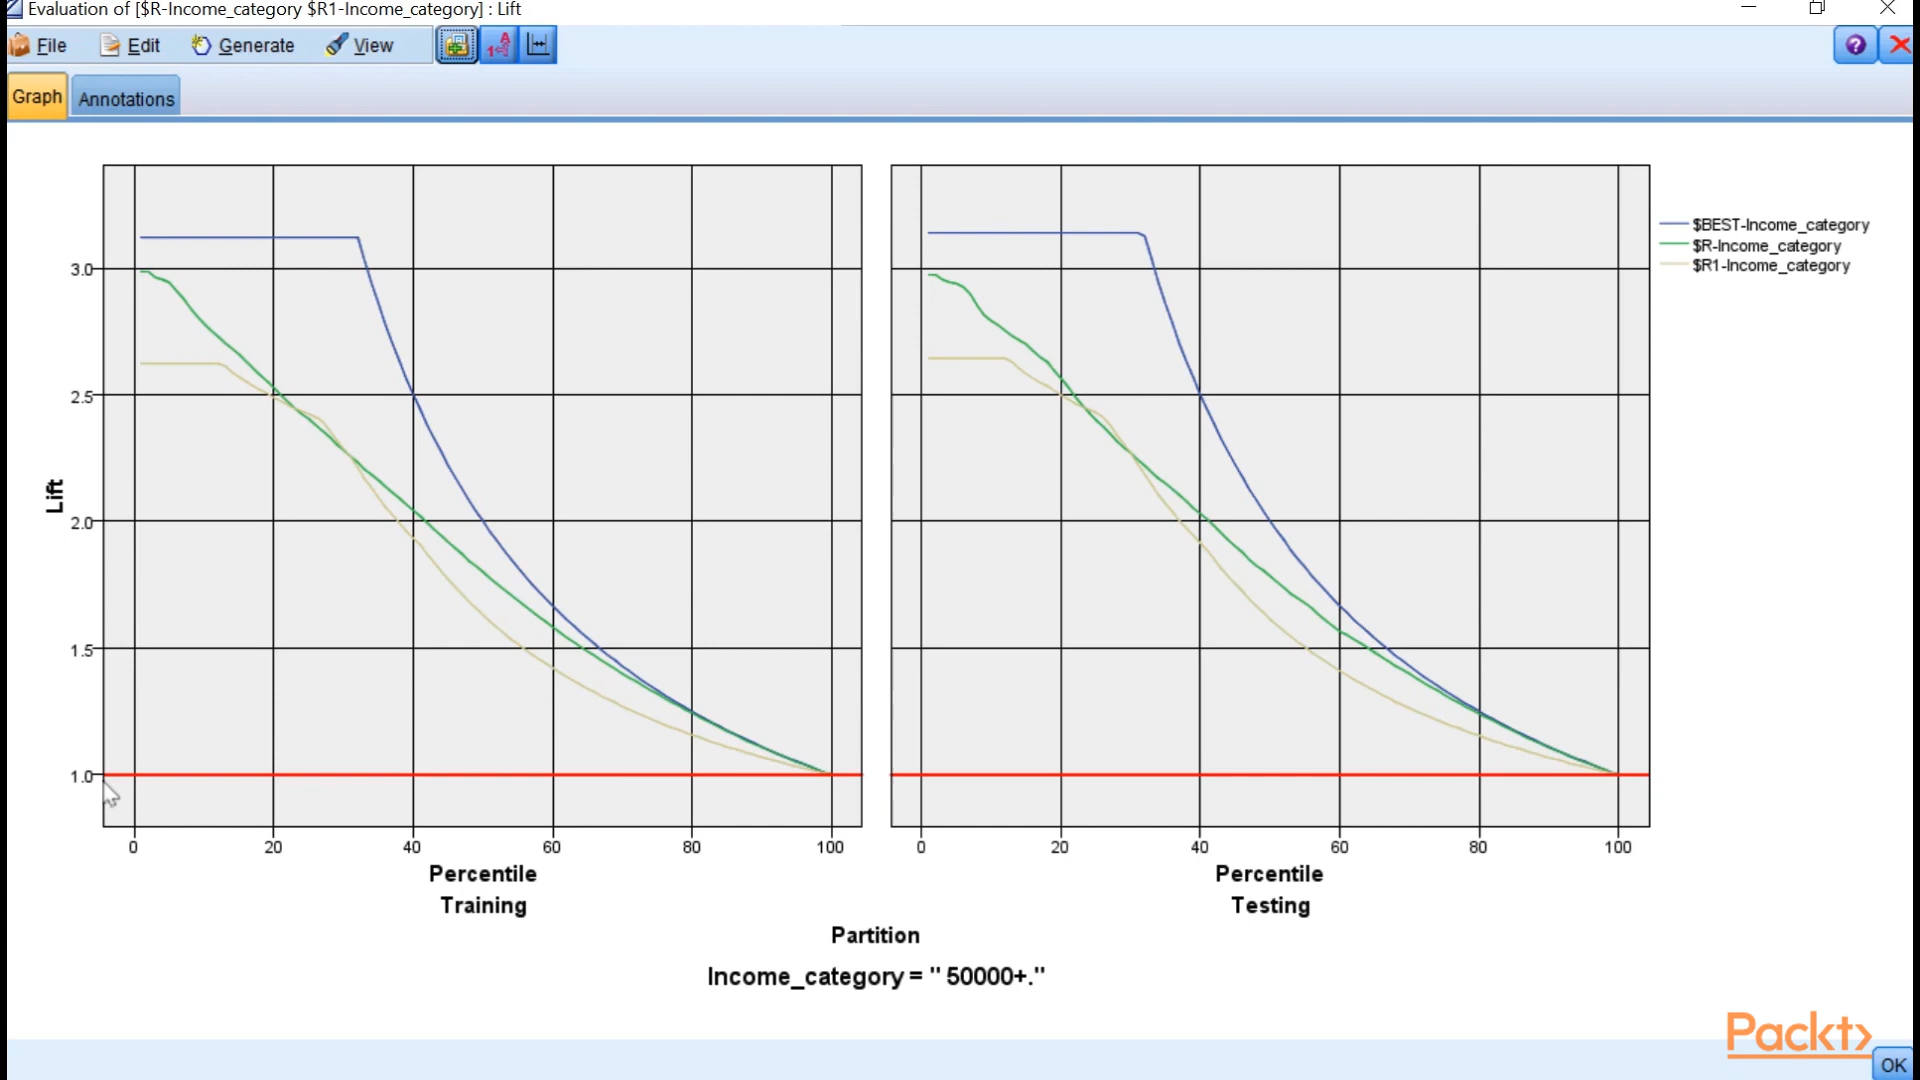 Evaluation of [$R-Income_category $R1-Income_category] : Lift
File Edit Generate View
Graph Annotations
$BEST-Income_category
$R-Income_category
$R1-Income_category
Lift
3.0
2.5
2.0
1.5
1.0
0 20 40 60 80 100
0 20 40 60 80 100
Percentile
Training
Percentile
Testing
Partition
Income_category = " 50000+."
Packt>
OK